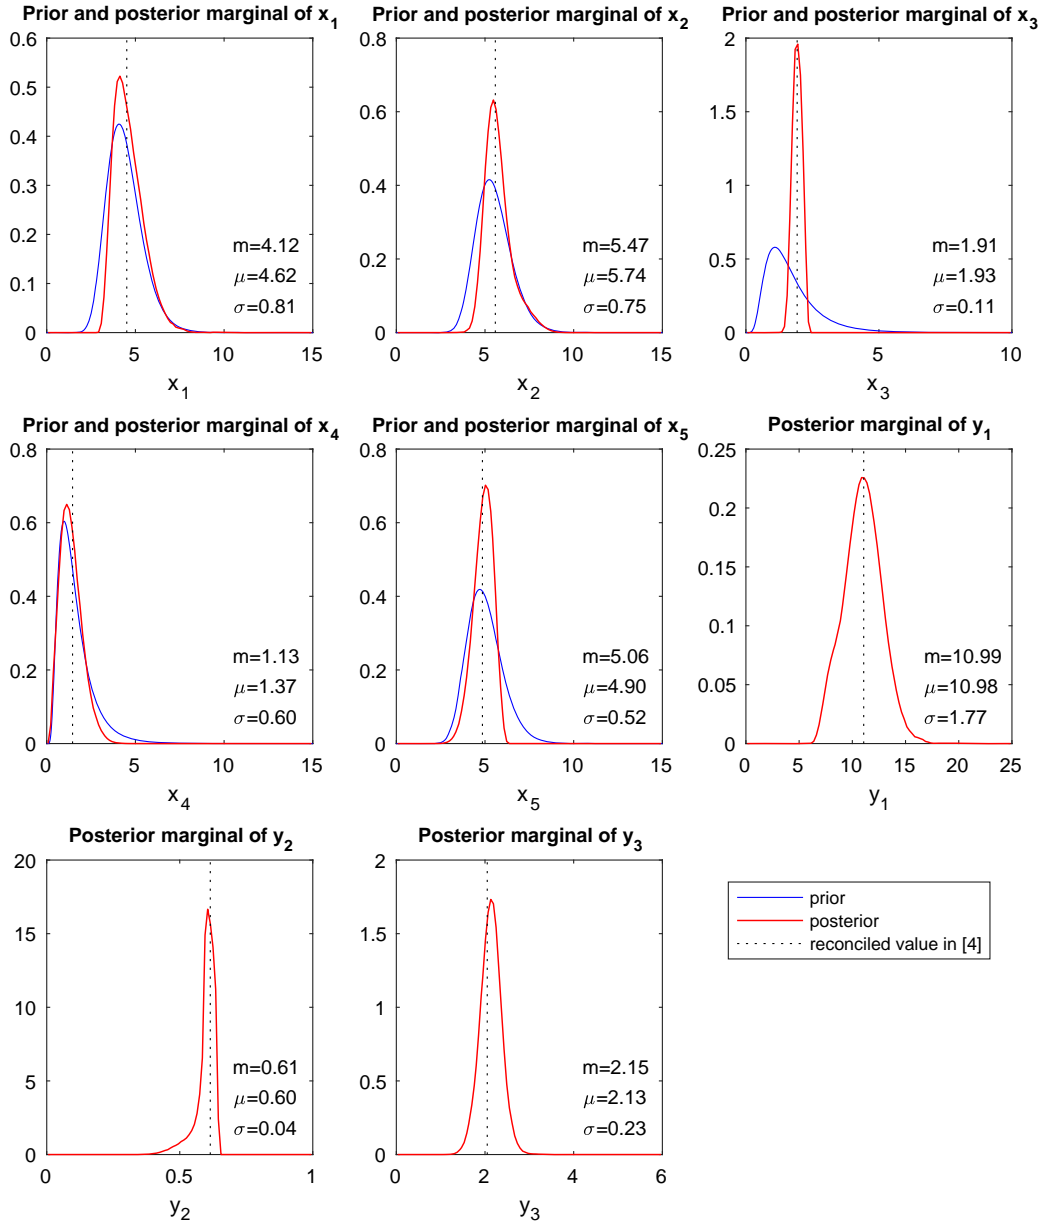 Prior and posterior marginal of x1
0.6
0.5
0.4
0.3
0.2
0.1
0
0
5
10
15
x1
m=4.12
μ=4.62
σ=0.81
Prior and posterior marginal of x2
0.8
0.6
0.4
0.2
0
0
5
10
15
x2
m=5.47
μ=5.74
σ=0.75
Prior and posterior marginal of x3
2
1.5
1
0.5
0
0
5
10
x3
m=1.91
μ=1.93
σ=0.11
Prior and posterior marginal of x4
0.8
0.6
0.4
0.2
0
0
5
10
15
x4
m=1.13
μ=1.37
σ=0.60
Prior and posterior marginal of x5
0.8
0.6
0.4
0.2
0
0
5
10
15
x5
m=5.06
μ=4.90
σ=0.52
Posterior marginal of y1
0.25
0.2
0.15
0.1
0.05
0
0
5
10
15
20
25
y1
m=10.99
μ=10.98
σ=1.77
Posterior marginal of y2
20
15
10
5
0
0
0.5
1
y2
m=0.61
μ=0.60
σ=0.04
Posterior marginal of y3
2
1.5
1
0.5
0
0
2
4
6
y3
m=2.15
μ=2.13
σ=0.23
prior
posterior
reconciled value in [4]